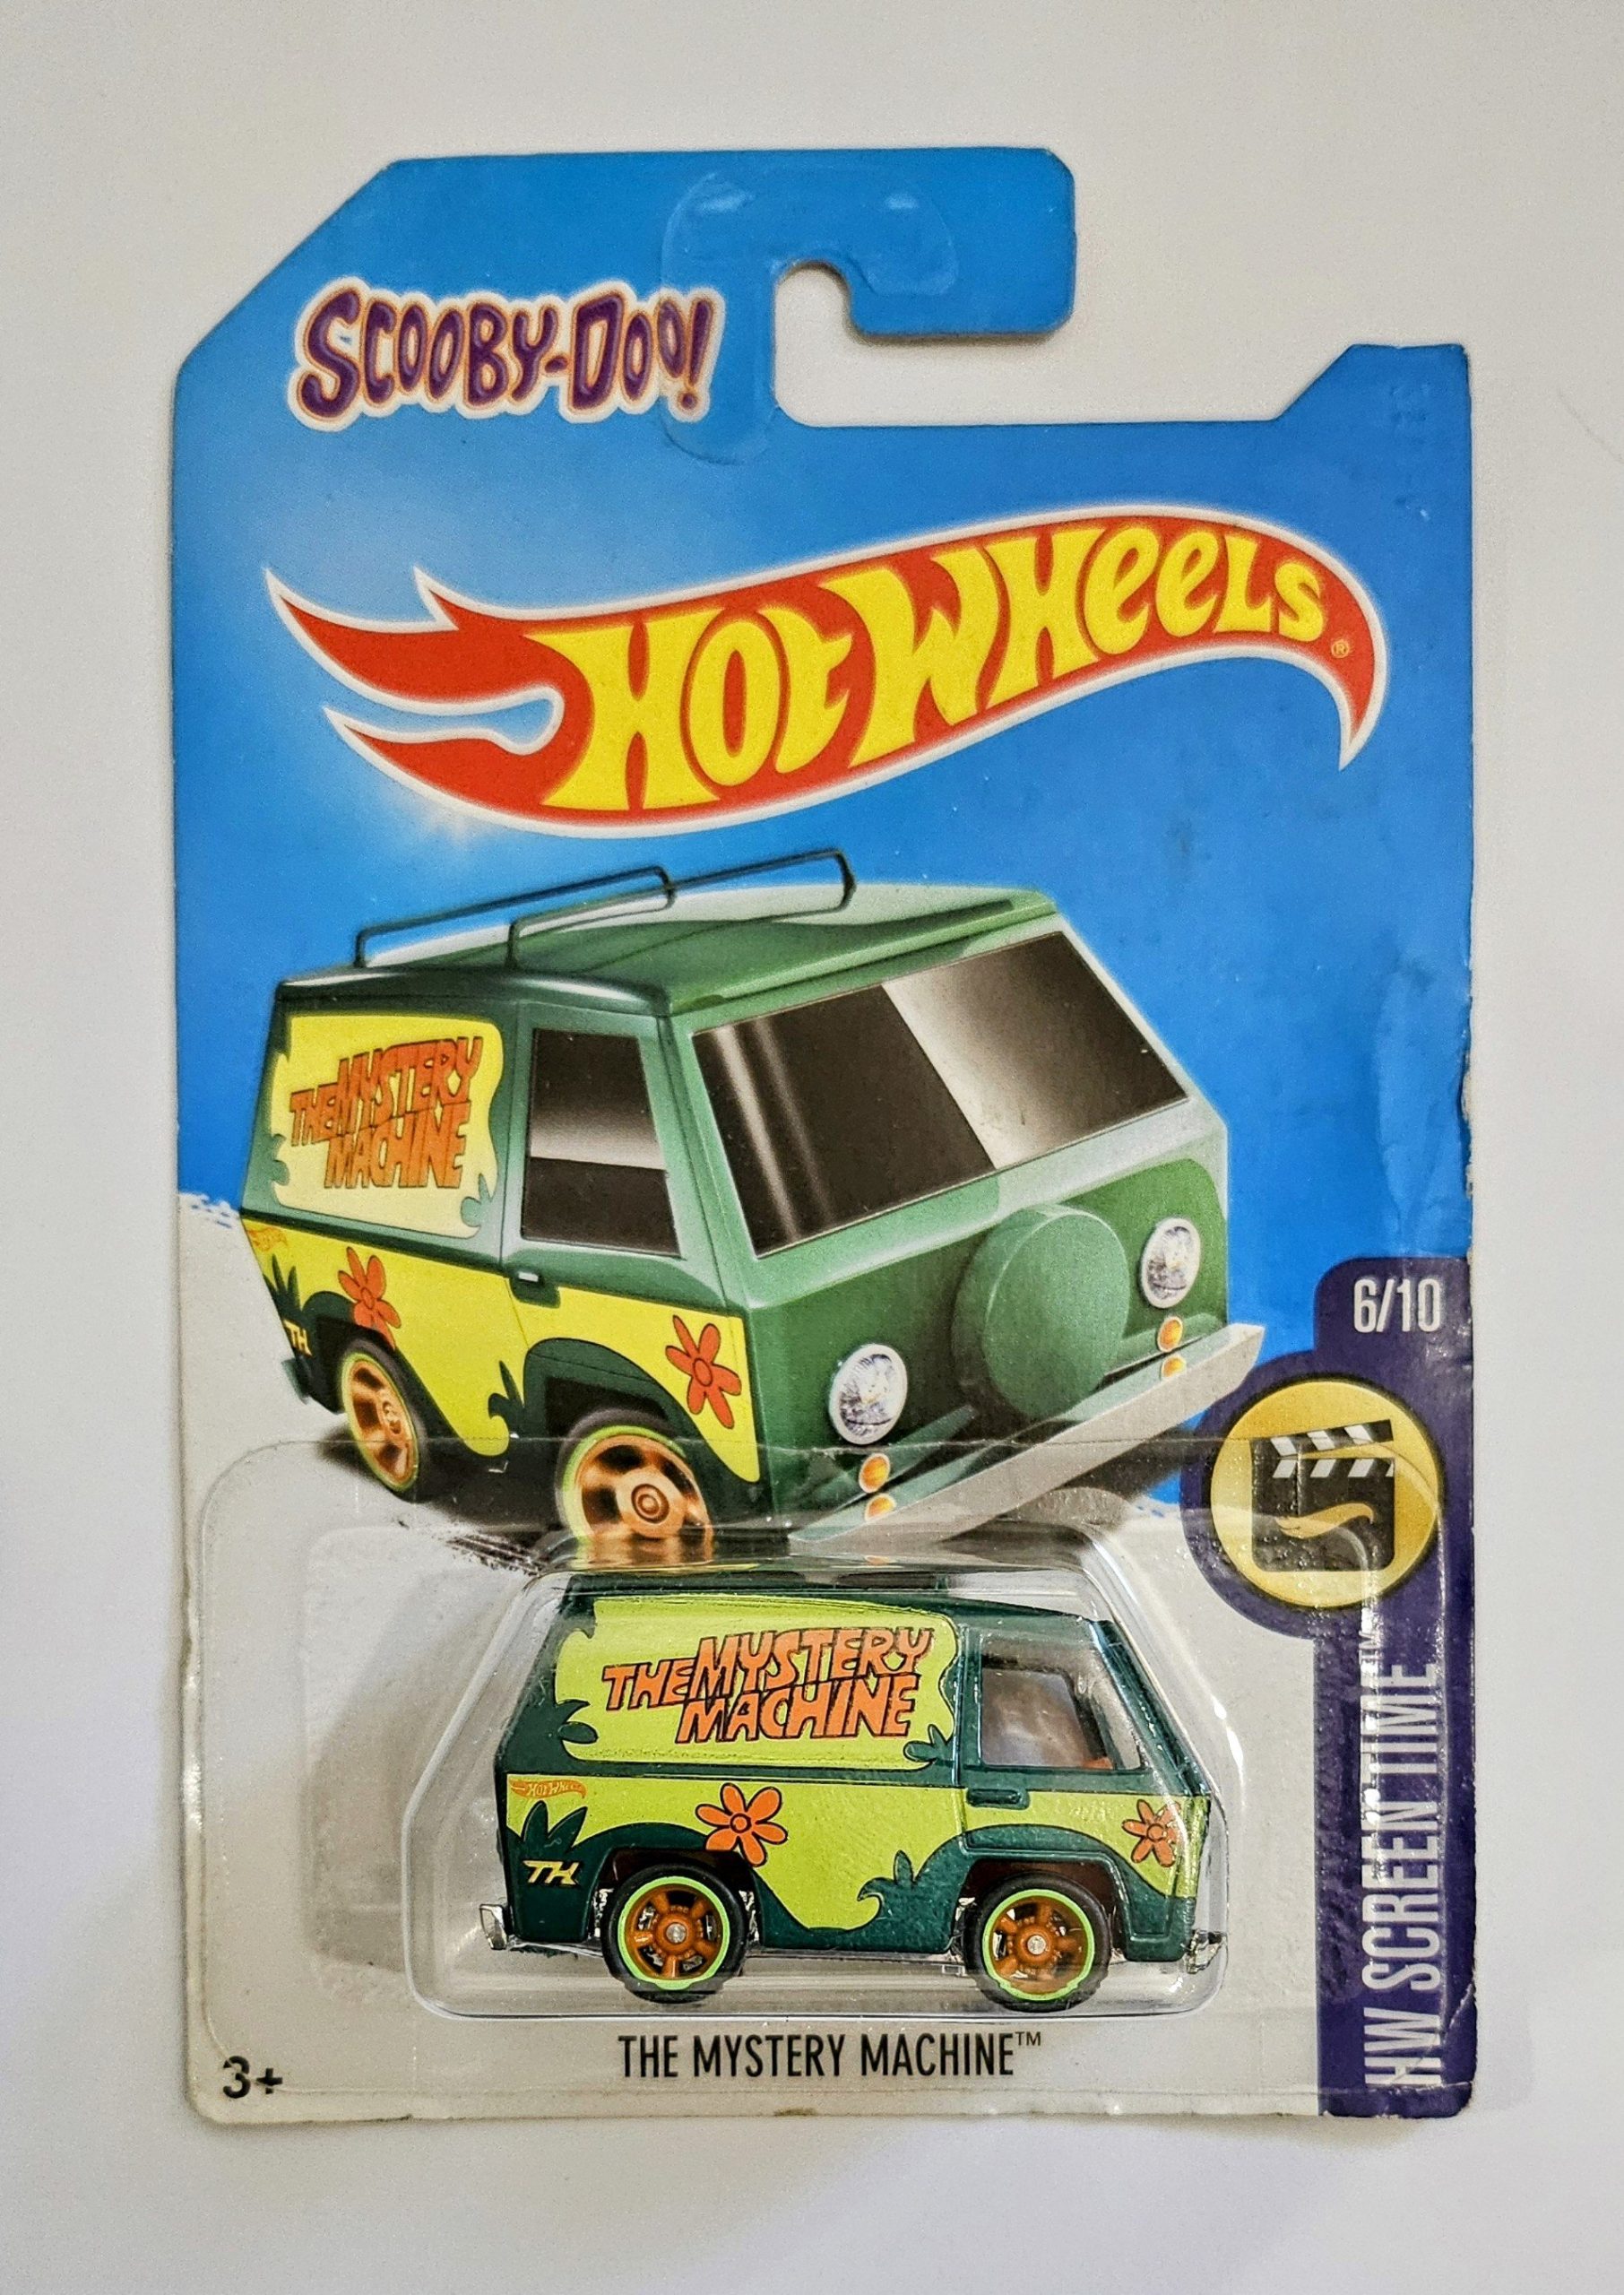 SCOOBY-DOO!
HOT WHEELS®
THE MYSTERY
MACHINE
TH
6/10
HW SCREEN TIME™
THE MYSTERY
MACHINE
HOT WHEELS
TH
THE MYSTERY MACHINE™
3+